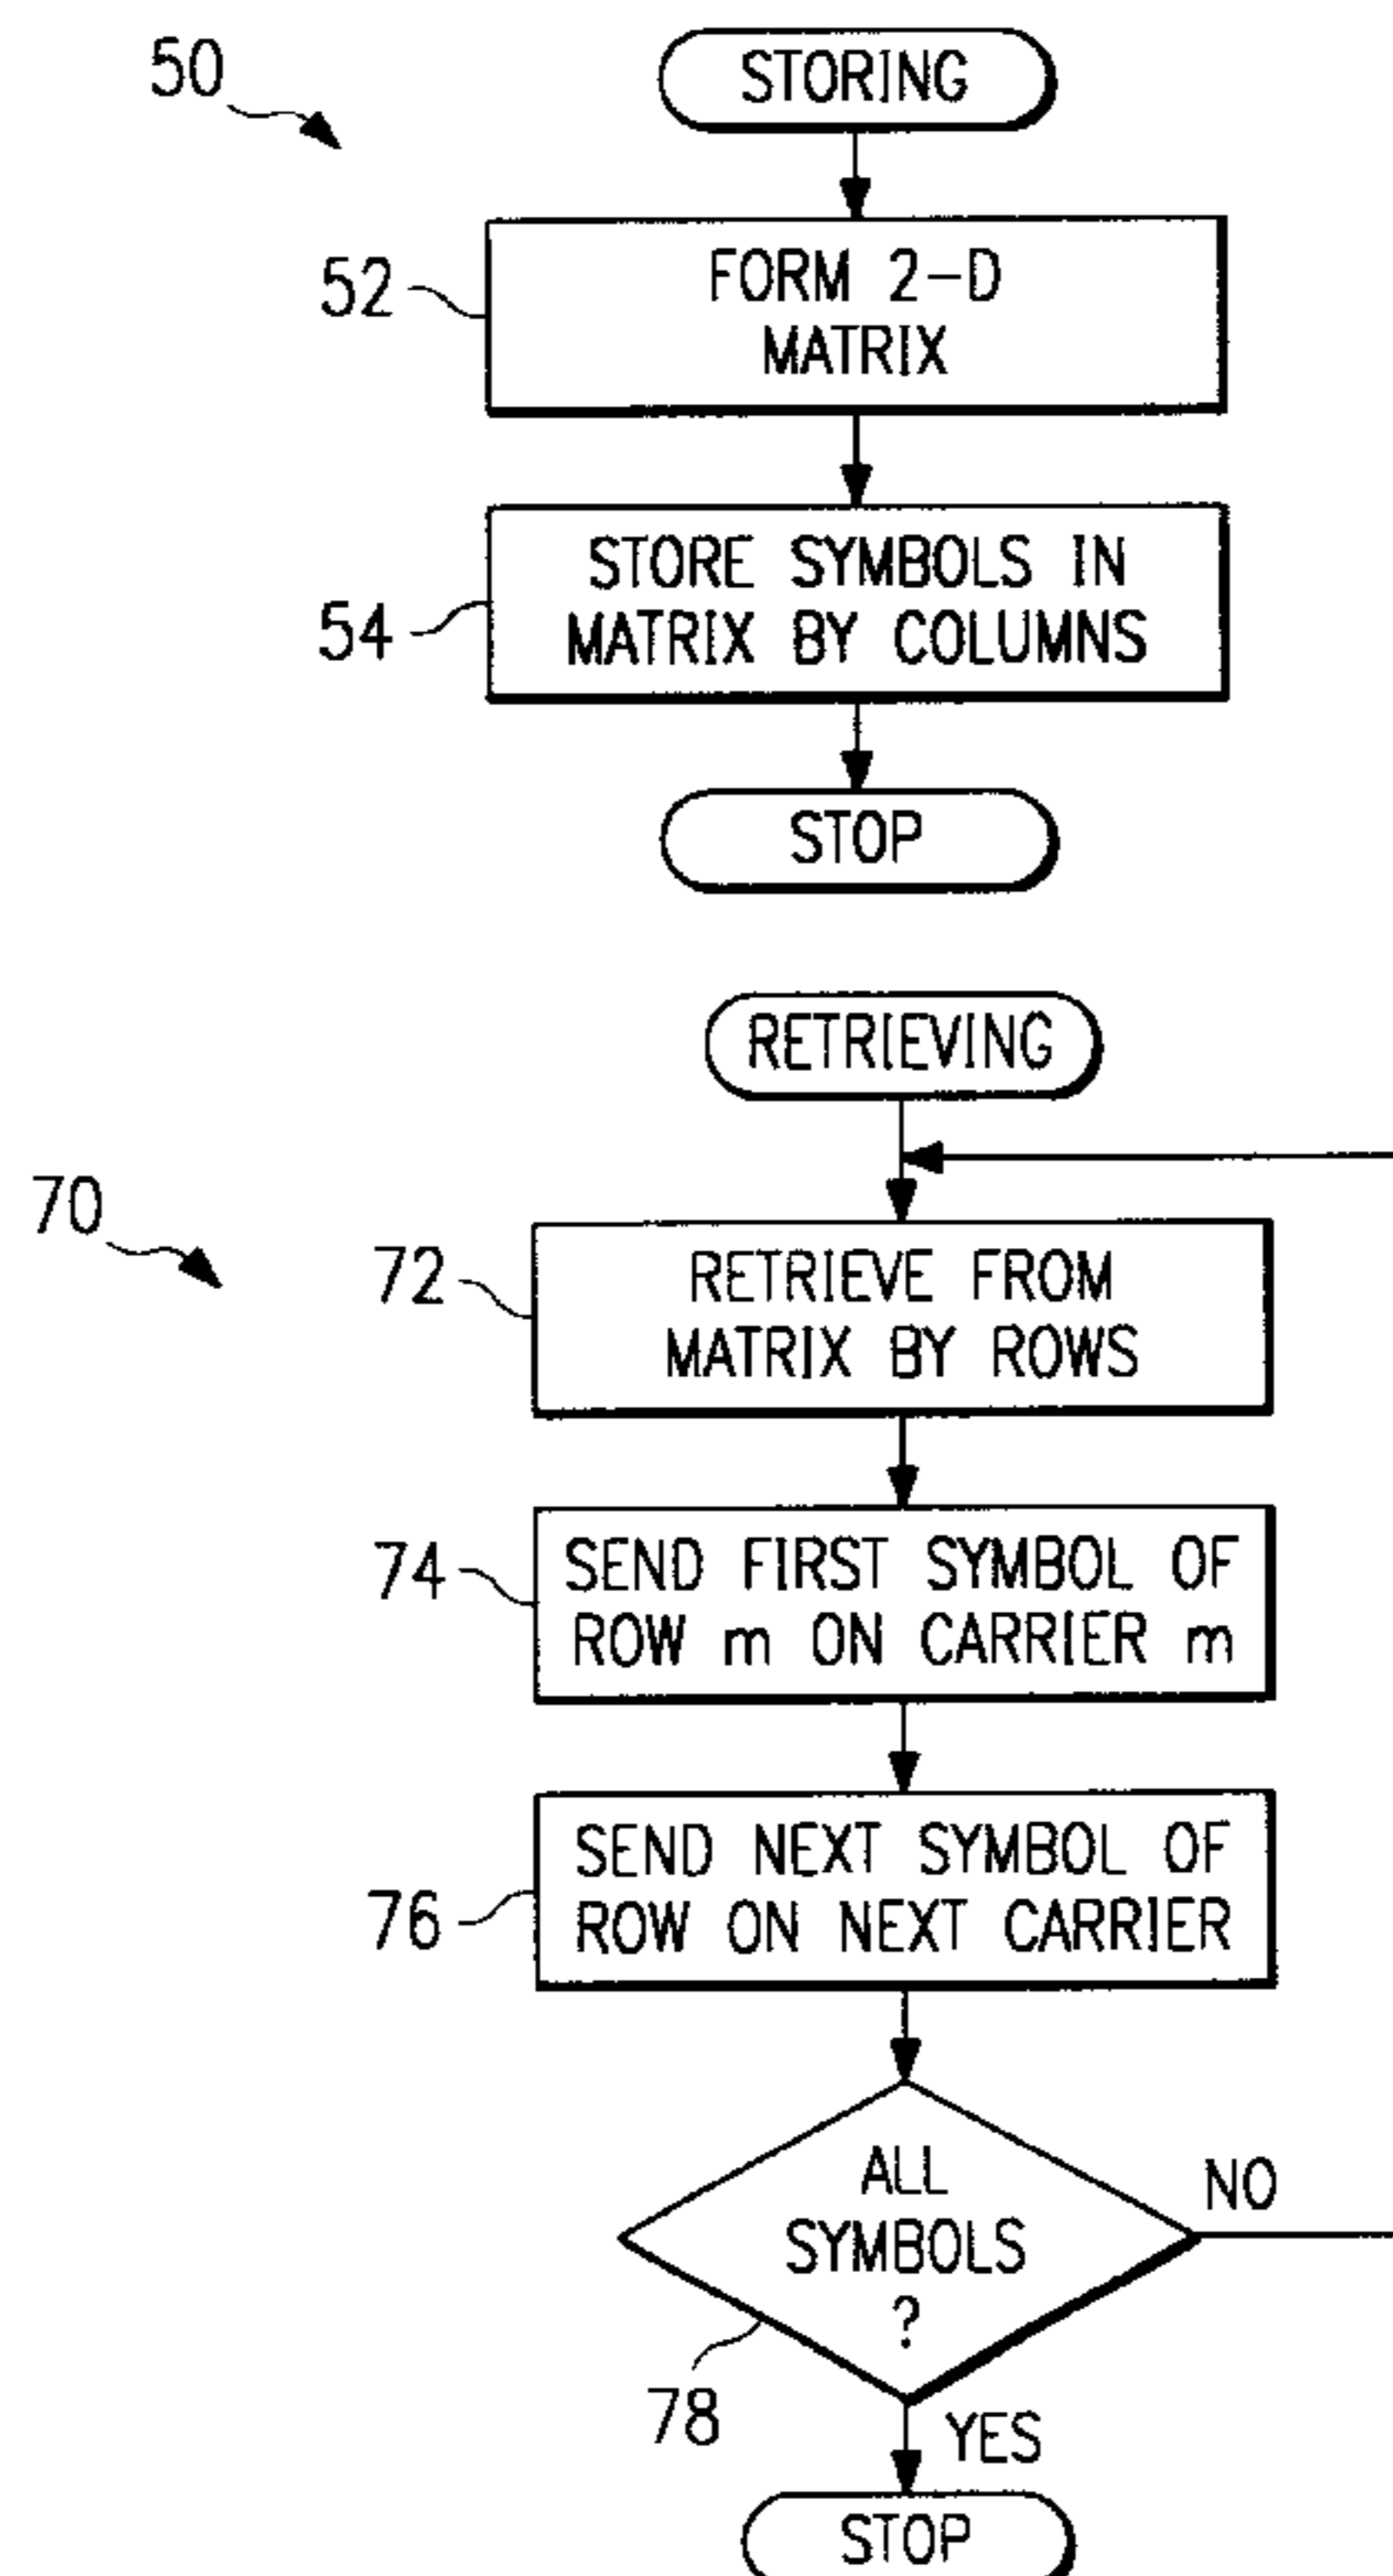 50
STORING
52
FORM 2-D
MATRIX
54
STORE SYMBOLS IN
MATRIX BY COLUMNS
STOP
RETRIEVING
70
72
RETRIEVE FROM
MATRIX BY ROWS
74
SEND FIRST SYMBOL OF
ROW m ON CARRIER m
76
SEND NEXT SYMBOL OF
ROW ON NEXT CARRIER
ALL
SYMBOLS
?
NO
78
YES
STOP